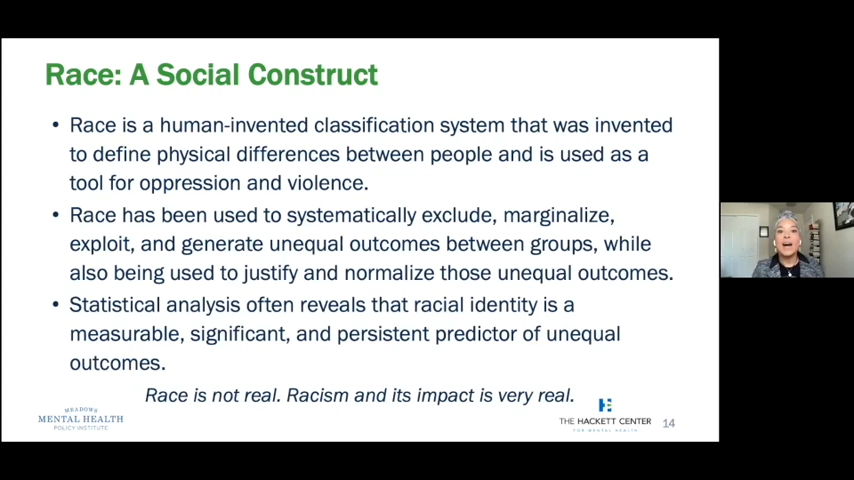 Race: A Social Construct
• Race is a human-invented classification system that was invented
to define physical differences between people and is used as a
tool for oppression and violence.
• Race has been used to systematically exclude, marginalize,
exploit, and generate unequal outcomes between groups, while
also being used to justify and normalize those unequal outcomes.
• Statistical analysis often reveals that racial identity is a
measurable, significant, and persistent predictor of unequal
outcomes.
Race is not real. Racism and its impact is very real.
MEADOWS
MENTAL HEALTH
POLICY INSTITUTE
THE HACKETT CENTER
FOR MENTAL HEALTH
14